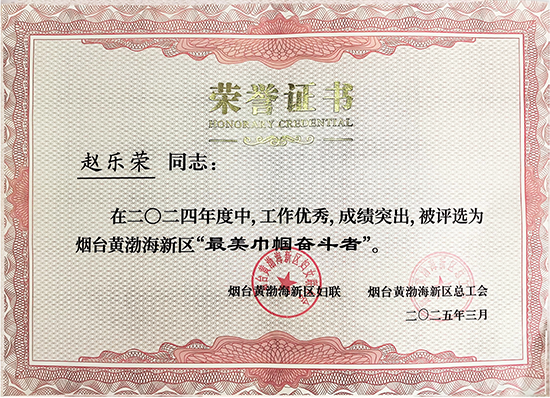 荣誉证书
HONORARY CREDENTIAL
赵乐荣 同志：
在二〇二四年度中，工作优秀，成绩突出，被评选为
烟台黄渤海新区“最美巾帼奋斗者”。
烟台黄渤海新区妇联 烟台黄渤海新区总工会
二〇二五年三月